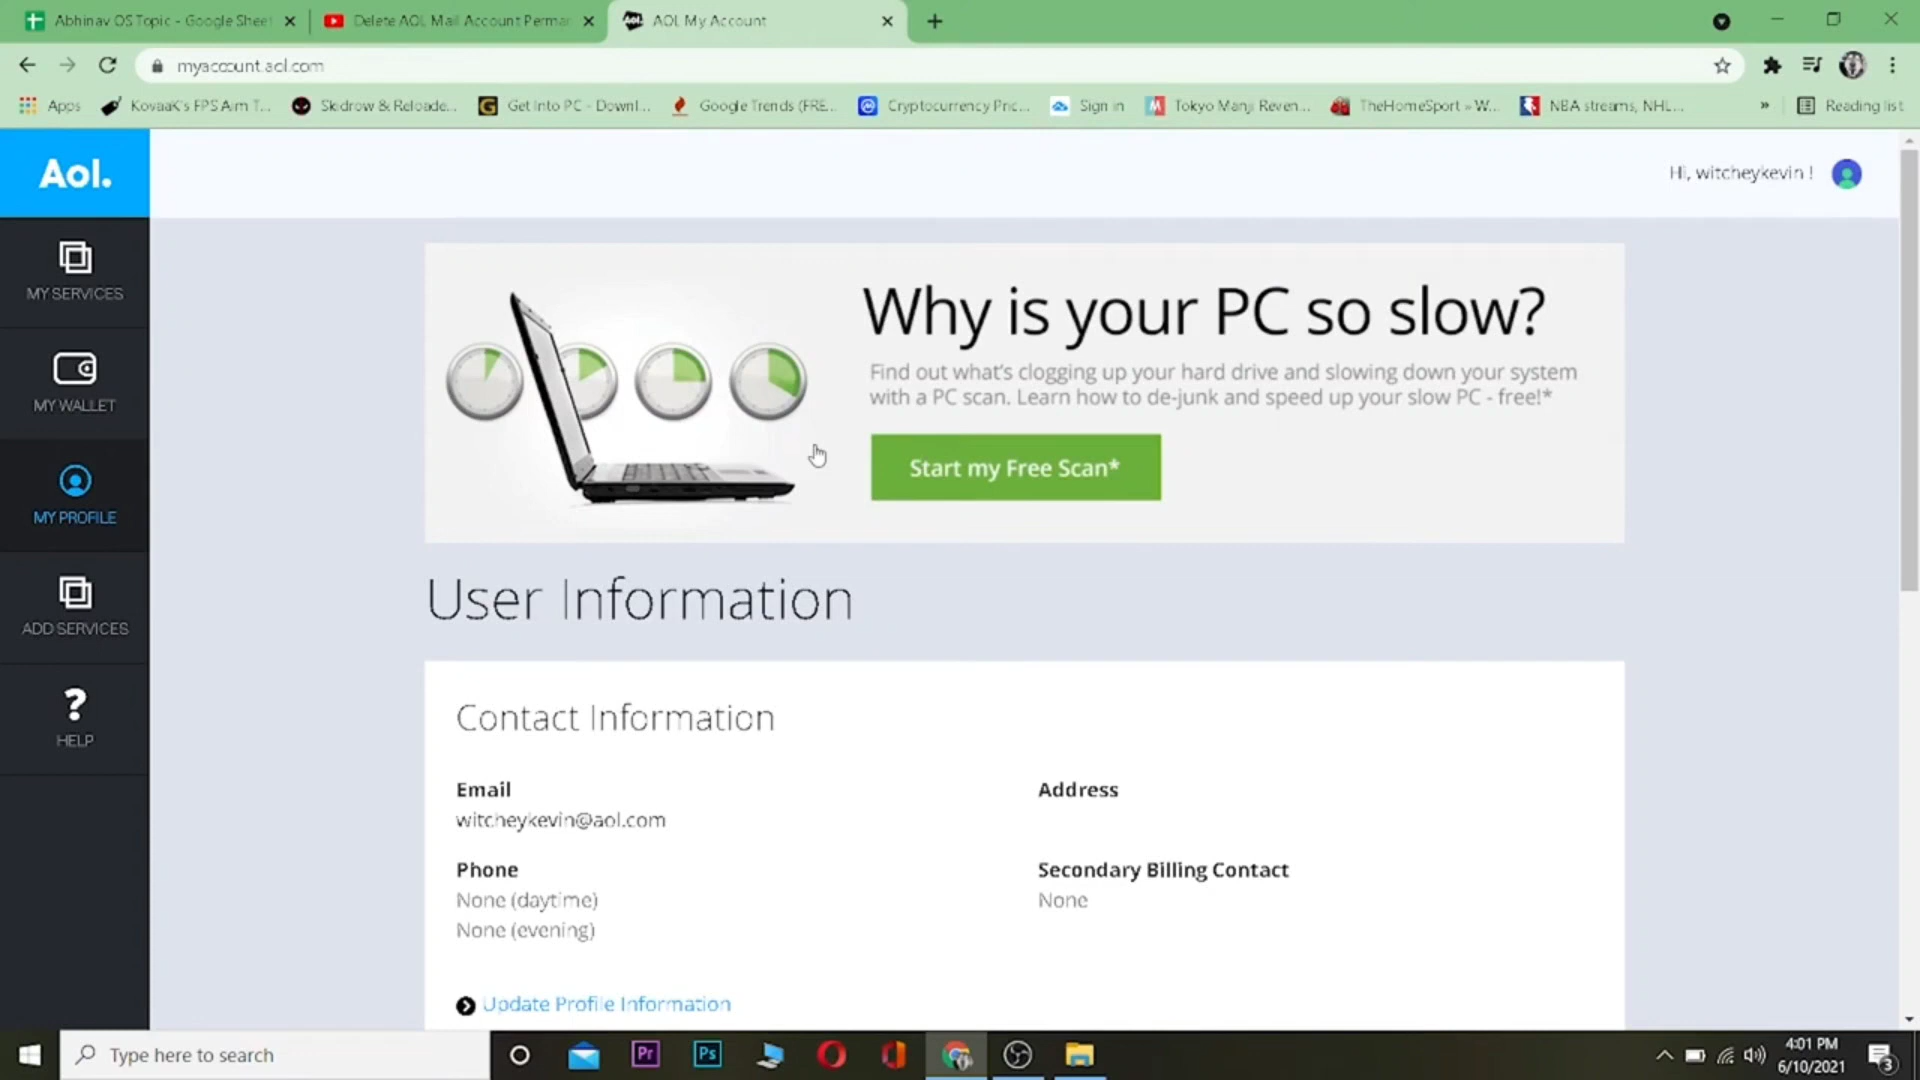 Abhinav OS Topic - Google Sheet
Delete AOL Mail Account Perma
AOL My Account
myaccount.aol.com
Apps
KovaaK's FPS Aim T...
Skidrow & Reloade...
Get Into PC - Downl...
Google Trends (FRE...
Cryptocurrency Pric...
Sign in
Tokyo Manji Reven...
TheHomeSport » W...
NBA streams, NHL...
»
Reading list
Aol.
Hi, witcheykevin !
MY SERVICES
MY WALLET
MY PROFILE
ADD SERVICES
?
HELP
Why is your PC so slow?
Find out what's clogging up your hard drive and slowing down your system
with a PC scan. Learn how to de-junk and speed up your slow PC - free!*
Start my Free Scan*
User Information
Contact Information
Email
witcheykevin@aol.com
Address
Phone
None (daytime)
None (evening)
Secondary Billing Contact
None
Update Profile Information
Type here to search
Pr
Ps
4:01 PM
6/10/2021
3